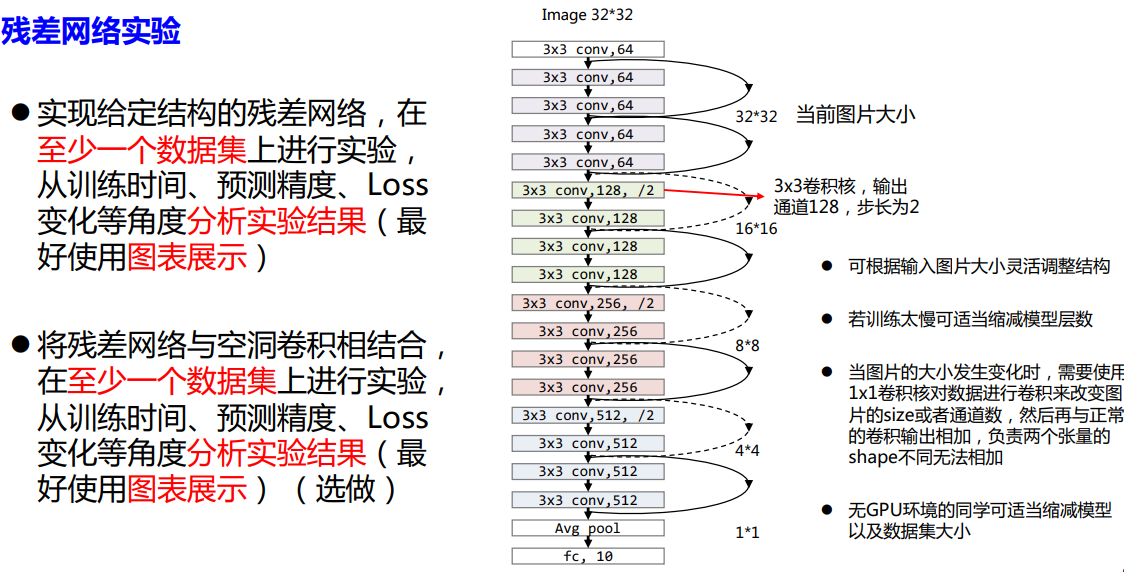 残差网络实验
● 实现给定结构的残差网络，在
至少一个数据集上进行实验，
从训练时间、预测精度、Loss
变化等角度分析实验结果（最
好使用图表展示）
● 将残差网络与空洞卷积相结合，
在至少一个数据集上进行实验，
从训练时间、预测精度、Loss
变化等角度分析实验结果（最
好使用图表展示）（选做）
Image 32*32
3x3 conv,64
3x3 conv,64
3x3 conv,64
3x3 conv,64
3x3 conv,64
3x3 conv,128, /2
3x3 conv,128
3x3 conv,128
3x3 conv,128
3x3 conv,256, /2
3x3 conv,256
3x3 conv,256
3x3 conv,256
3x3 conv,512, /2
3x3 conv,512
3x3 conv,512
3x3 conv,512
Avg pool
fc, 10
32*32
16*16
8*8
4*4
1*1
当前图片大小
3x3卷积核，输出
通道128，步长为2
● 可根据输入图片大小灵活调整结构
● 若训练太慢可适当缩减模型层数
● 当图片的大小发生变化时，需要使用
1x1卷积核对数据进行卷积来改变图
片的size或者通道数，然后再与正常
的卷积输出相加，负责两个张量的
shape不同无法相加
● 无GPU环境的同学可适当缩减模型
以及数据集大小